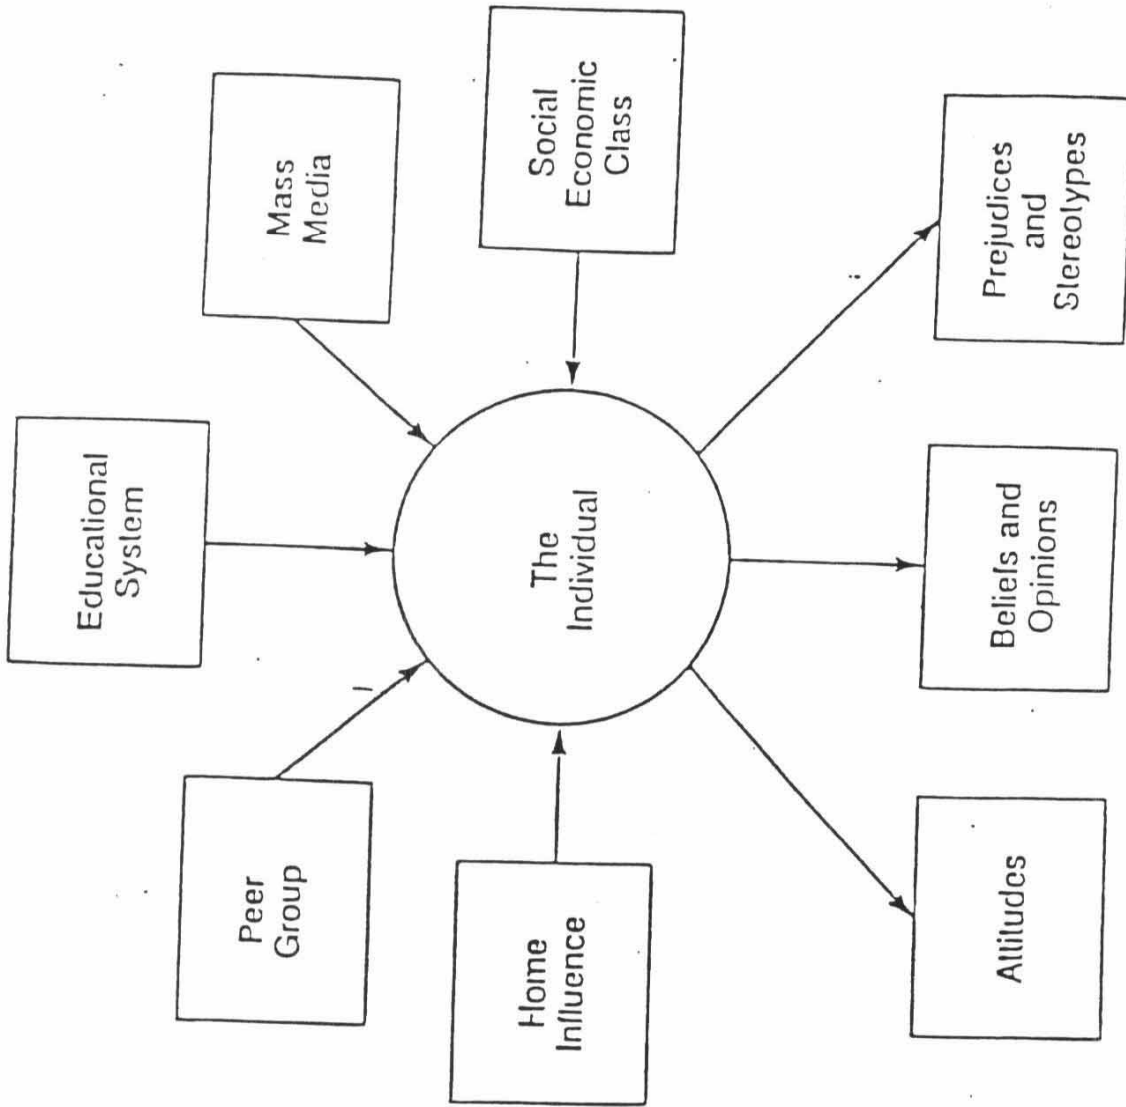 Home
Influence
Peer
Group
Educational
System
Mass
Media
Social
Economic
Class
The
Individual
Attitudes
Beliefs and
Opinions
Prejudices
and
Stereotypes